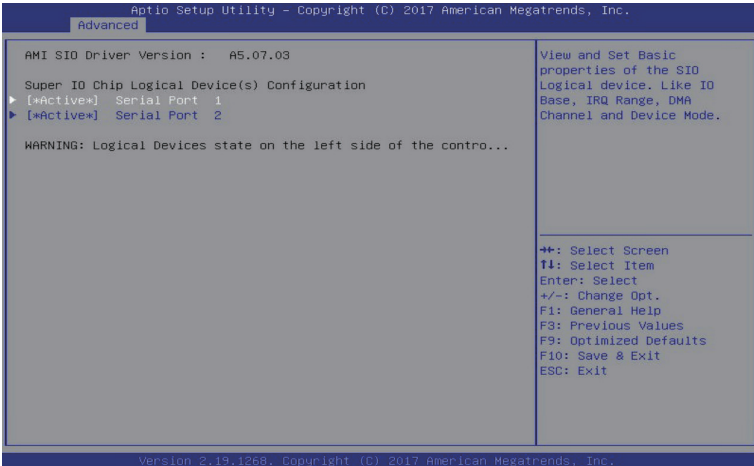 Aptio Setup Utility – Copyright (C) 2017 American Megatrends, Inc.
Advanced
AMI SIO Driver Version :   A5.07.03
Super IO Chip Logical Device(s) Configuration
[*Active*]  Serial Port  1
[*Active*]  Serial Port  2
WARNING: Logical Devices state on the left side of the contro...
View and Set Basic
properties of the SIO
Logical device. Like IO
Base, IRQ Range, DMA
Channel and Device Mode.
→←: Select Screen
↑↓: Select Item
Enter: Select
+/-: Change Opt.
F1: General Help
F3: Previous Values
F9: Optimized Defaults
F10: Save & Exit
ESC: Exit
Version 2.19.1268. Copyright (C) 2017 American Megatrends, Inc.